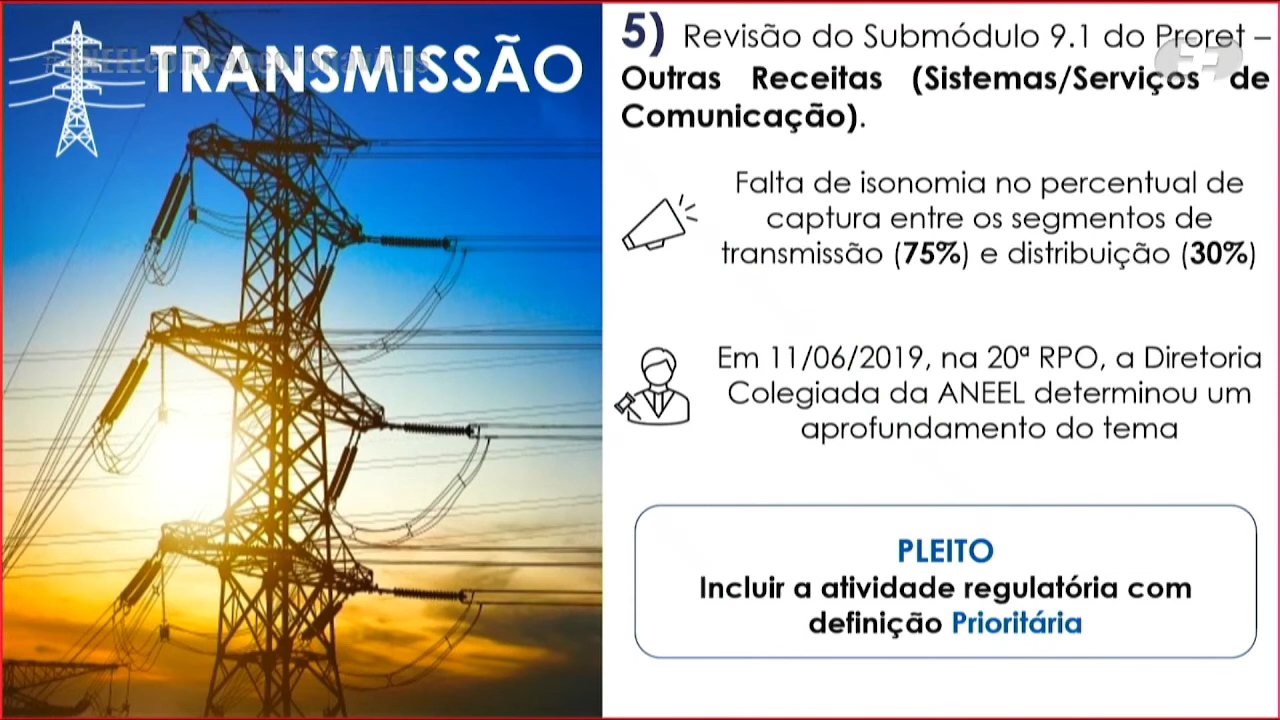 TRANSMISSÃO
5) Revisão do Submódulo 9.1 do Proret –
Outras Receitas (Sistemas/Serviços de
Comunicação).
Falta de isonomia no percentual de
captura entre os segmentos de
transmissão (75%) e distribuição (30%)
Em 11/06/2019, na 20ª RPO, a Diretoria
Colegiada da ANEEL determinou um
aprofundamento do tema
PLEITO
Incluir a atividade regulatória com
definição Prioritária